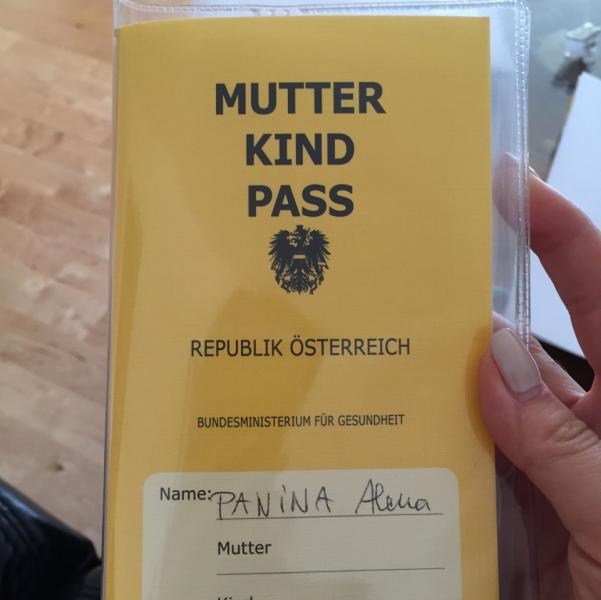 MUTTER
KIND
PASS
REPUBLIK ÖSTERREICH
BUNDESMINISTERIUM FÜR GESUNDHEIT
Name: PANINA Alena
Mutter